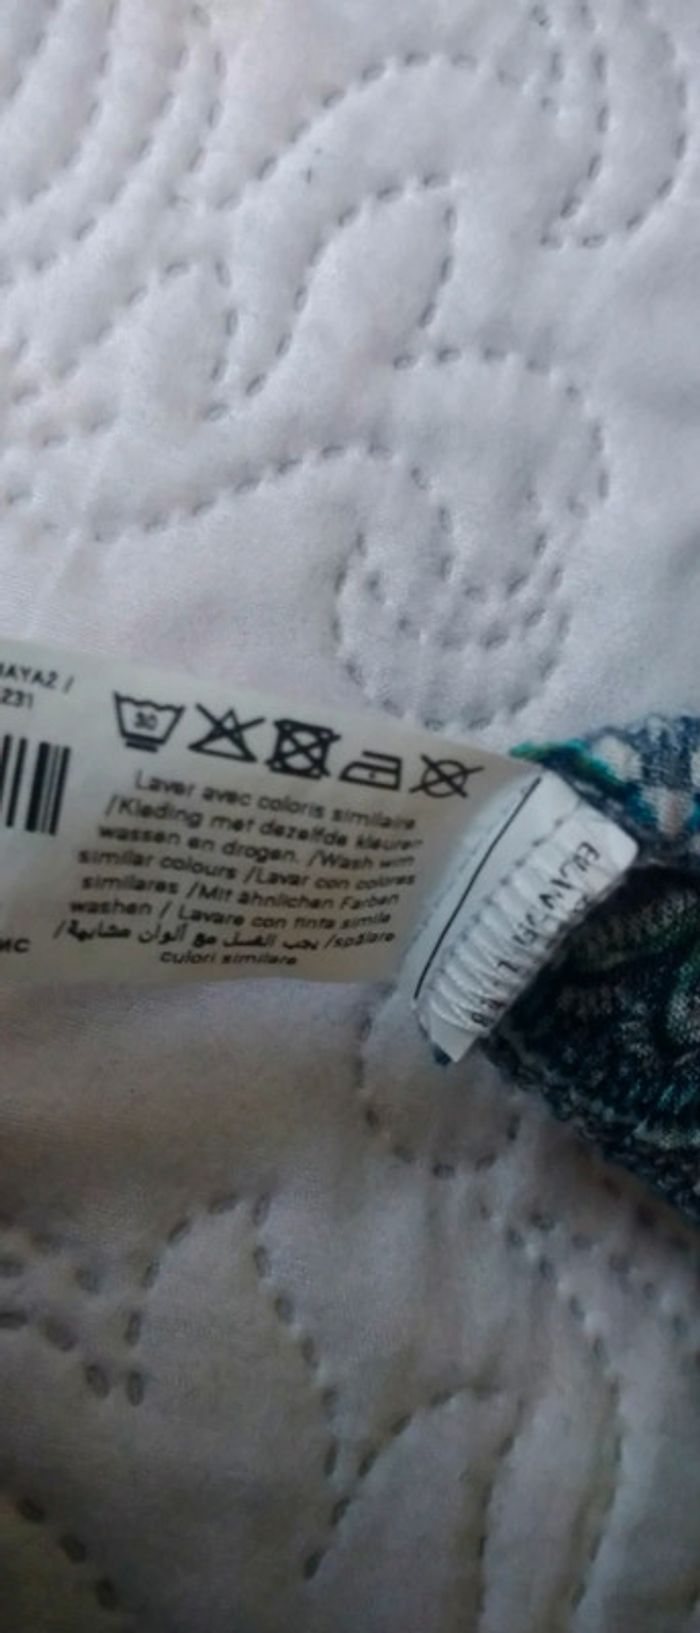 AYA2 /
231
30
Laver avec coloris similaire
/Kleding met dezelfde kleuren
wassen en drogen. /Wash with
similar colours /Lavar con colores
similares /Mit ähnlichen Farben
washen / Lavare con tinta simile
/يجب الغسل مع ألوان مشابهة /spălare
culori similare